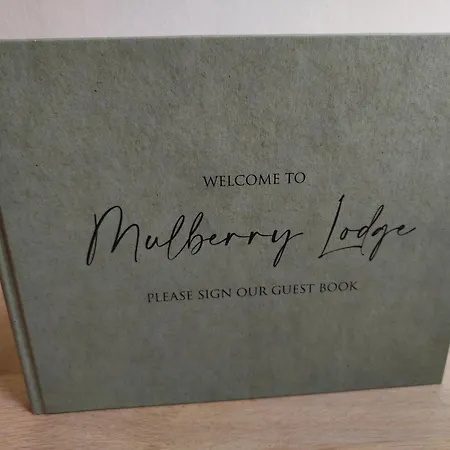 WELCOME TO
Mulberry Lodge
PLEASE SIGN OUR GUEST BOOK